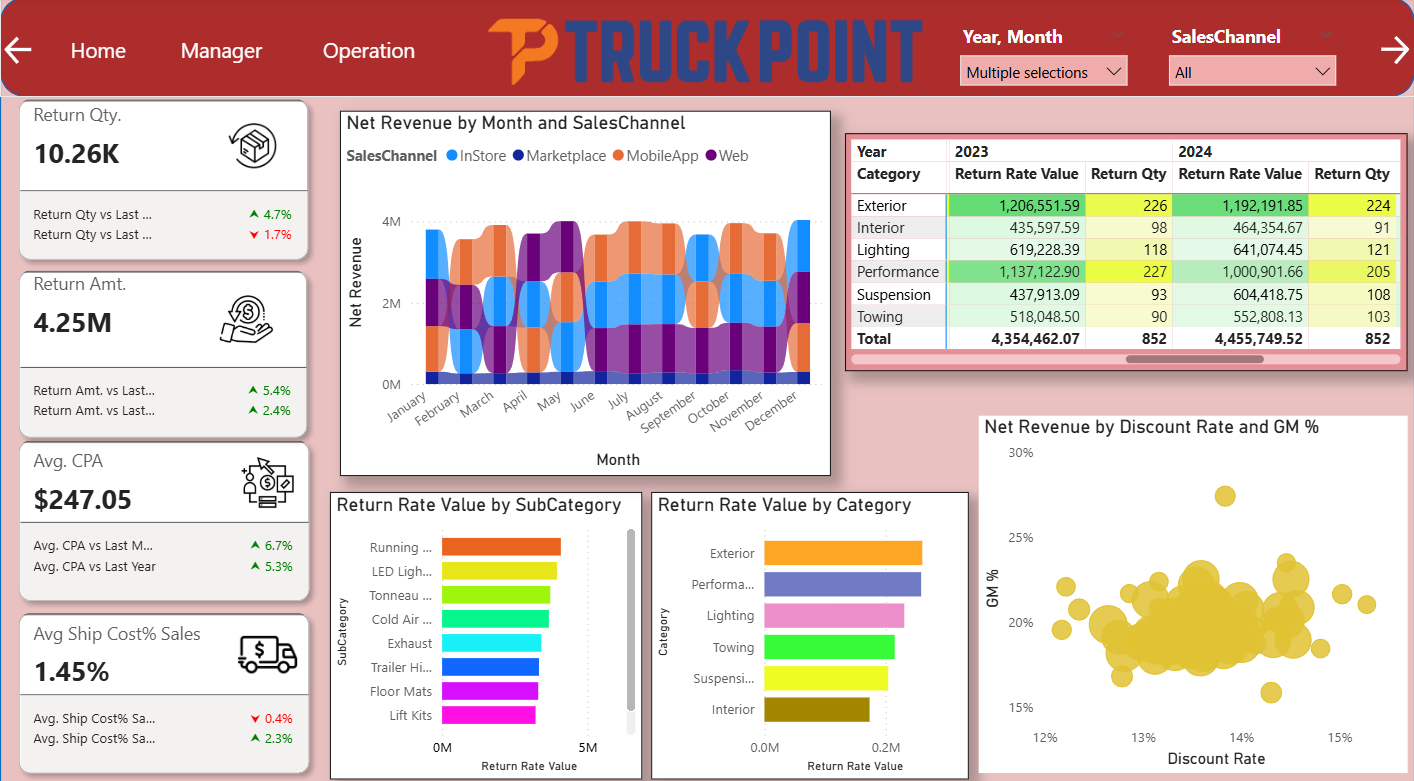 Home
Manager
Operation
TRUCKPOINT
Year, Month
Multiple selections
SalesChannel
All
Return Qty.
10.26K
Return Qty vs Last ...
4.7%
Return Qty vs Last ...
1.7%
Return Amt.
4.25M
Return Amt. vs Last...
5.4%
Return Amt. vs Last...
2.4%
Avg. CPA
$247.05
Avg. CPA vs Last M...
6.7%
Avg. CPA vs Last Year
5.3%
Avg Ship Cost% Sales
1.45%
Avg. Ship Cost% Sa...
0.4%
Avg. Ship Cost% Sa...
2.3%
Net Revenue by Month and SalesChannel
SalesChannel InStore Marketplace MobileApp Web
Net Revenue
4M
2M
0M
January
February
March
April
May
June
July
August
September
October
November
December
Month
Year 2023 2024
Category Return Rate Value Return Qty Return Rate Value Return Qty
Exterior 1,206,551.59 226 1,192,191.85 224
Interior 435,597.59 98 464,354.67 91
Lighting 619,228.39 118 641,074.45 121
Performance 1,137,122.90 227 1,000,901.66 205
Suspension 437,913.09 93 604,418.75 108
Towing 518,048.50 90 552,808.13 103
Total 4,354,462.07 852 4,455,749.52 852
Return Rate Value by SubCategory
SubCategory
Running ...
LED Ligh...
Tonneau ...
Cold Air ...
Exhaust
Trailer Hi...
Floor Mats
Lift Kits
0M 5M
Return Rate Value
Return Rate Value by Category
Category
Exterior
Performa...
Lighting
Towing
Suspensi...
Interior
0.0M 0.2M
Return Rate Value
Net Revenue by Discount Rate and GM %
GM %
30%
25%
20%
15%
12% 13% 14% 15%
Discount Rate